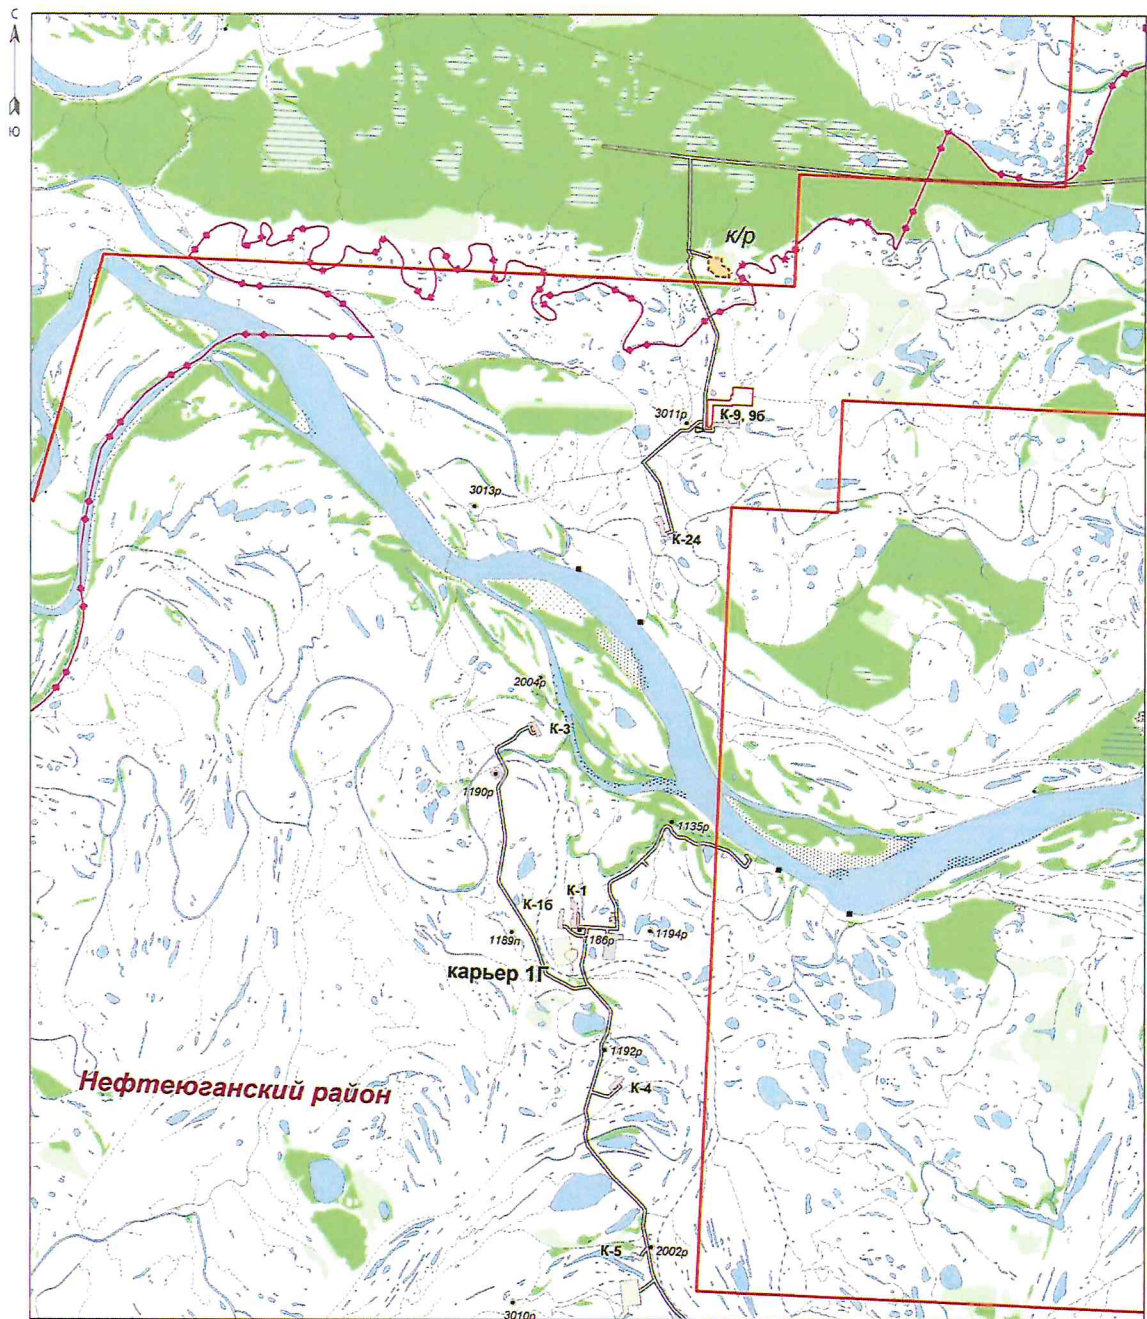 С
Ю
к/р
3011р
К-9, 9б
3013р
К-24
2004р
К-3
1190р
1135р
К-1
К-1б
1189п
186р
1194р
карьер 1Г
1192р
Нефтеюганский район
К-4
К-5
2002р
3010р